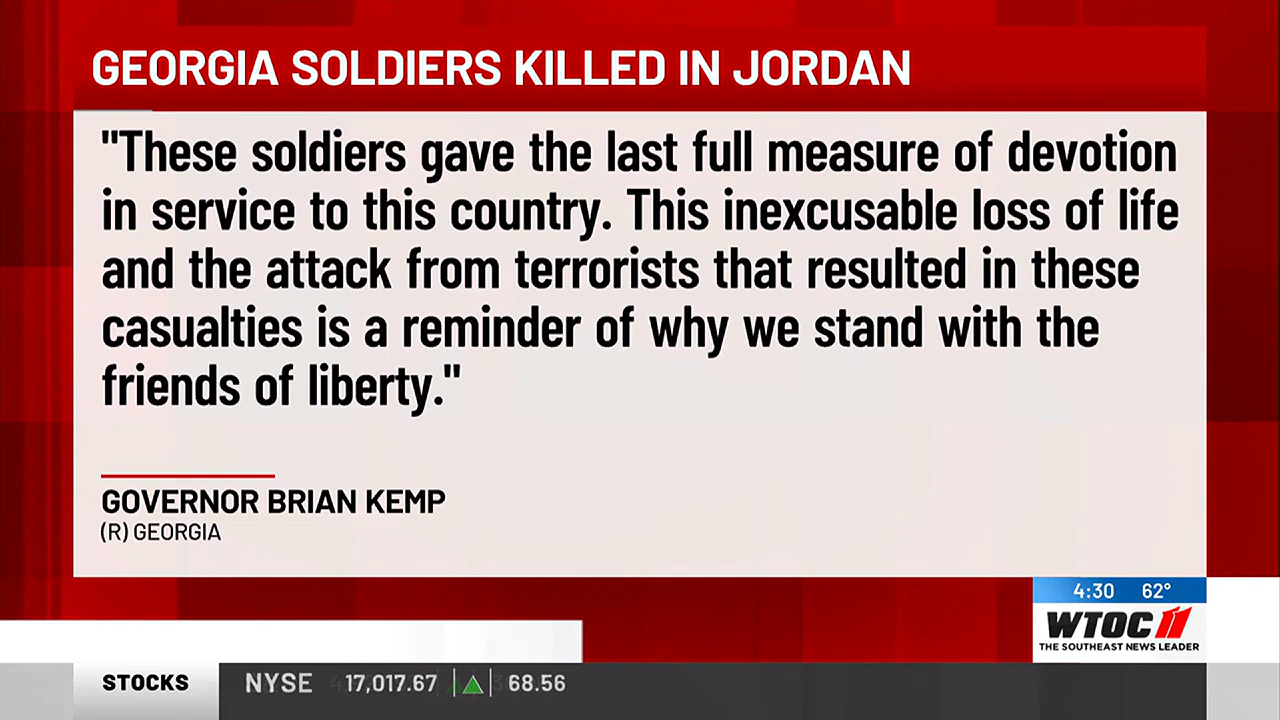 GEORGIA SOLDIERS KILLED IN JORDAN
"These soldiers gave the last full measure of devotion
in service to this country. This inexcusable loss of life
and the attack from terrorists that resulted in these
casualties is a reminder of why we stand with the
friends of liberty."
GOVERNOR BRIAN KEMP
(R) GEORGIA
4:30 62°
WTOC 11
THE SOUTHEAST NEWS LEADER
STOCKS NYSE 17,017.67 68.56